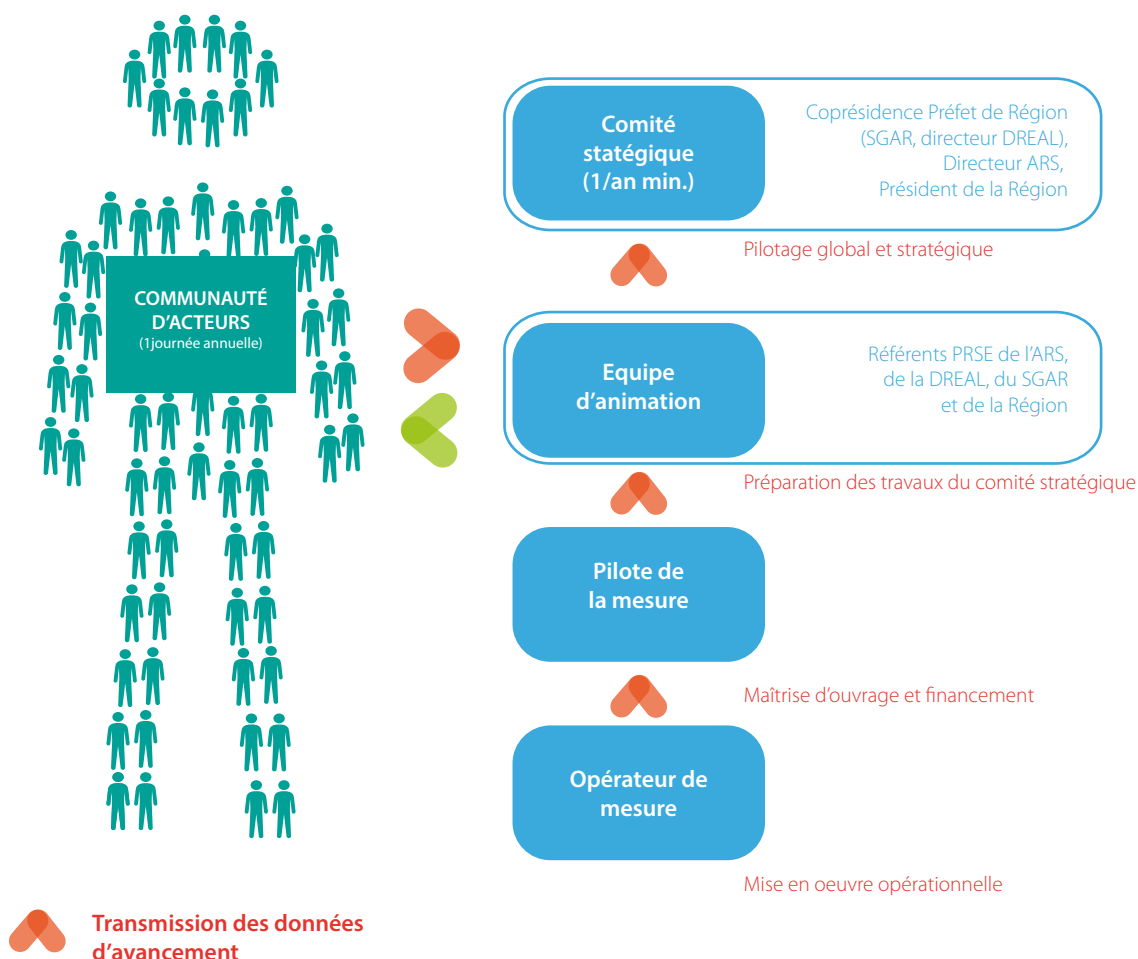 COMMUNAUTÉ
D'ACTEURS
(1journée annuelle)
Comité
statégique
(1/an min.)
Coprésidence Préfet de Région
(SGAR, directeur DREAL),
Directeur ARS,
Président de la Région
Pilotage global et stratégique
Equipe
d'animation
Référents PRSE de l'ARS,
de la DREAL, du SGAR
et de la Région
Préparation des travaux du comité stratégique
Pilote de
la mesure
Maîtrise d'ouvrage et financement
Opérateur de
mesure
Mise en oeuvre opérationnelle
Transmission des données
d'avancement